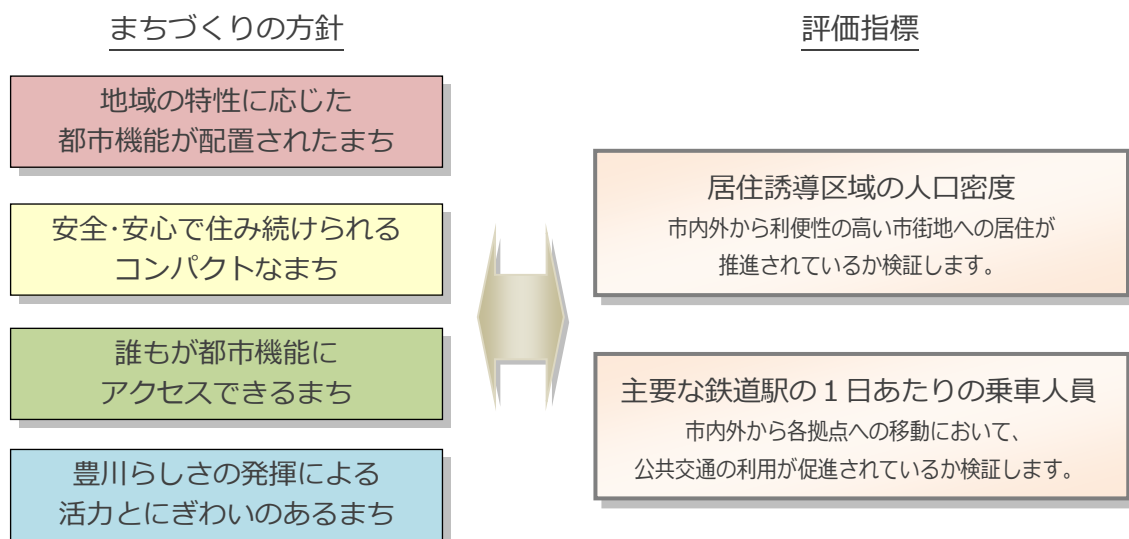 まちづくりの方針
地域の特性に応じた
都市機能が配置されたまち
安全・安心で住み続けられる
コンパクトなまち
誰もが都市機能に
アクセスできるまち
豊川らしさの発揮による
活力とにぎわいのあるまち
評価指標
居住誘導区域の人口密度
市内外から利便性の高い市街地への居住が
推進されているか検証します。
主要な鉄道駅の１日あたりの乗車人員
市内外から各拠点への移動において、
公共交通の利用が促進されているか検証します。